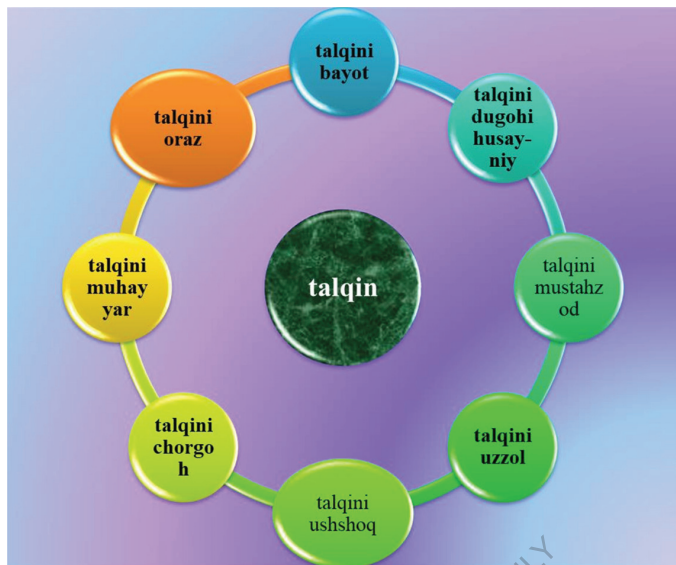 talqini
bayot
talqini
dugohi
husay-
niy
talqini
mustahz
od
talqini
uzzol
talqini
ushshoq
talqini
chorgo
h
talqini
muhay
yar
talqini
oraz
talqin